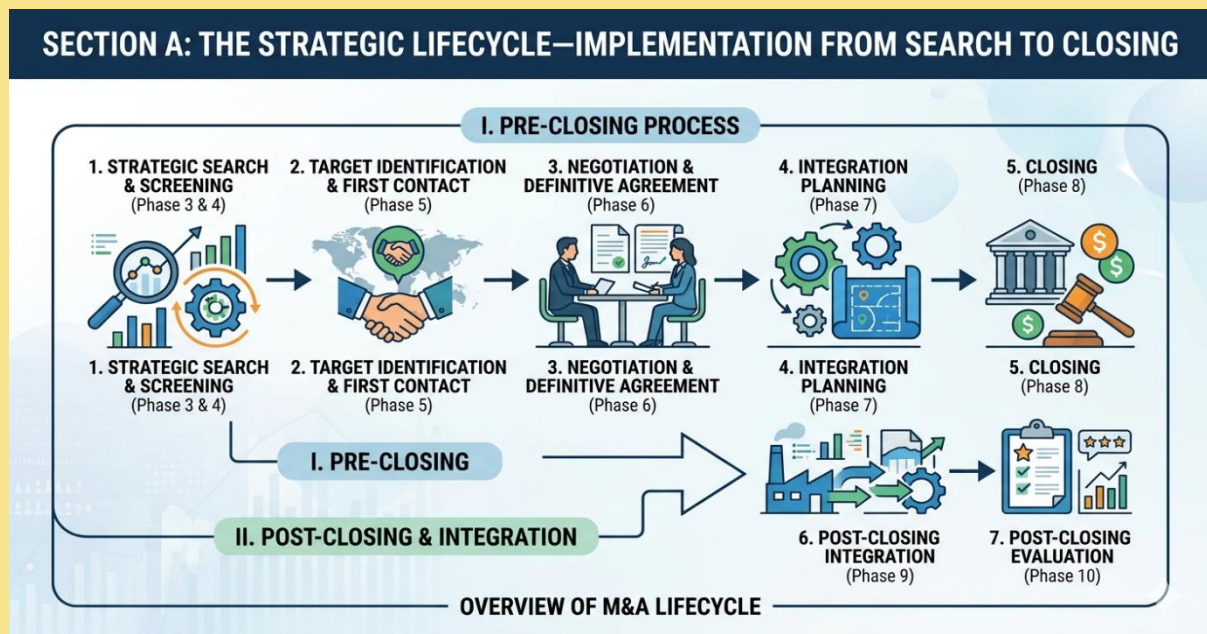 SECTION A: THE STRATEGIC LIFECYCLE—IMPLEMENTATION FROM SEARCH TO CLOSING
I. PRE-CLOSING PROCESS
1. STRATEGIC SEARCH
& SCREENING
(Phase 3 & 4)
2. TARGET IDENTIFICATION
& FIRST CONTACT
(Phase 5)
3. NEGOTIATION &
DEFINITIVE AGREEMENT
(Phase 6)
4. INTEGRATION
PLANNING
(Phase 7)
5. CLOSING
(Phase 8)
$
$
$
1. STRATEGIC SEARCH
& SCREENING
(Phase 3 & 4)
2. TARGET IDENTIFICATION
& FIRST CONTACT
(Phase 5)
3. NEGOTIATION &
DEFINITIVE AGREEMENT
(Phase 6)
4. INTEGRATION
PLANNING
(Phase 7)
5. CLOSING
(Phase 8)
I. PRE-CLOSING
II. POST-CLOSING & INTEGRATION
6. POST-CLOSING
INTEGRATION
(Phase 9)
7. POST-CLOSING
EVALUATION
(Phase 10)
OVERVIEW OF M&A LIFECYCLE